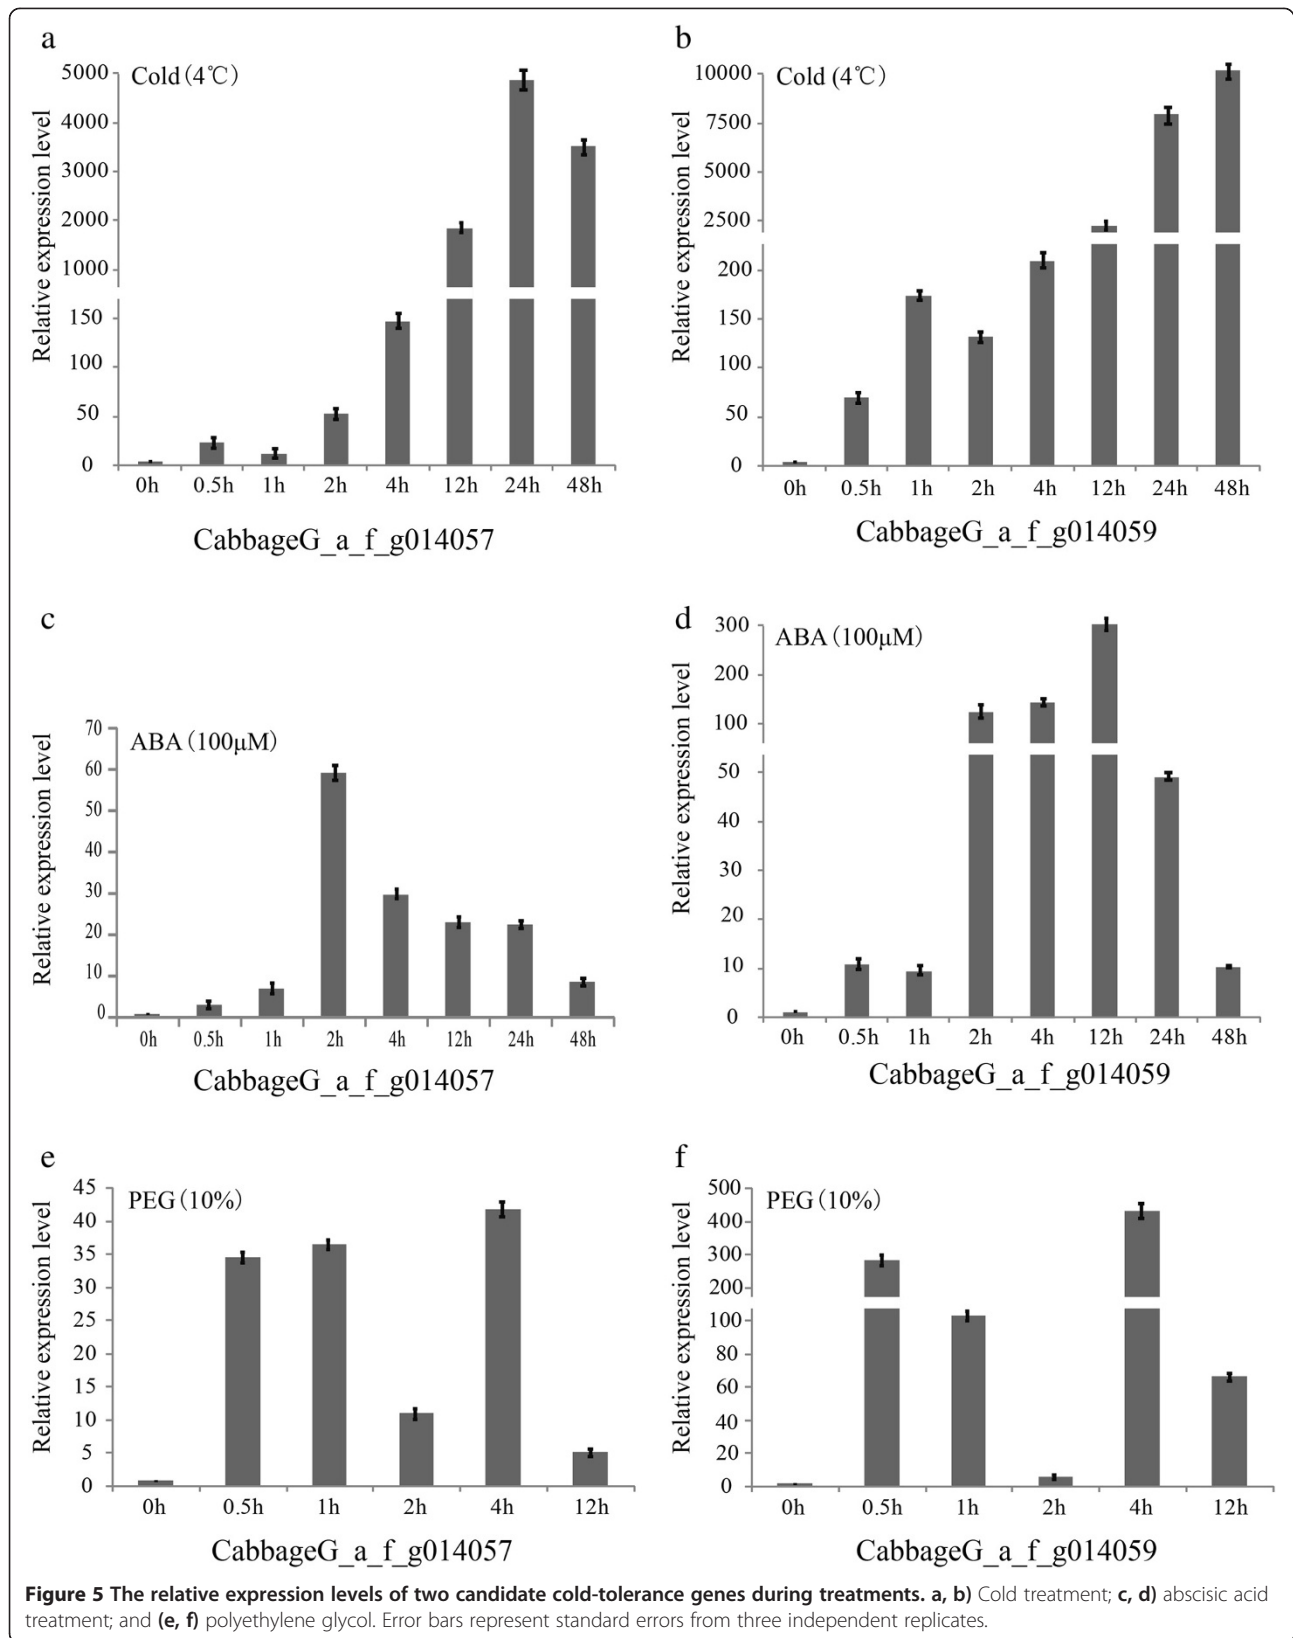 a
Cold (4℃)
Relative expression level
5000
4000
3000
2000
1000
150
100
50
0
0h 0.5h 1h 2h 4h 12h 24h 48h
CabbageG_a_f_g014057
b
Cold (4℃)
Relative expression level
10000
7500
5000
2500
200
150
100
50
0
0h 0.5h 1h 2h 4h 12h 24h 48h
CabbageG_a_f_g014059
c
ABA (100μM)
Relative expression level
70
60
50
40
30
20
10
0
0h 0.5h 1h 2h 4h 12h 24h 48h
CabbageG_a_f_g014057
d
ABA (100μM)
Relative expression level
300
200
100
50
40
30
20
10
0
0h 0.5h 1h 2h 4h 12h 24h 48h
CabbageG_a_f_g014059
e
PEG (10%)
Relative expression level
45
40
35
30
25
20
15
10
5
0
0h 0.5h 1h 2h 4h 12h
CabbageG_a_f_g014057
f
PEG (10%)
Relative expression level
500
400
300
200
100
80
60
40
20
0
0h 0.5h 1h 2h 4h 12h
CabbageG_a_f_g014059
Figure 5 The relative expression levels of two candidate cold-tolerance genes during treatments. a, b) Cold treatment; c, d) abscisic acid
treatment; and (e, f) polyethylene glycol. Error bars represent standard errors from three independent replicates.